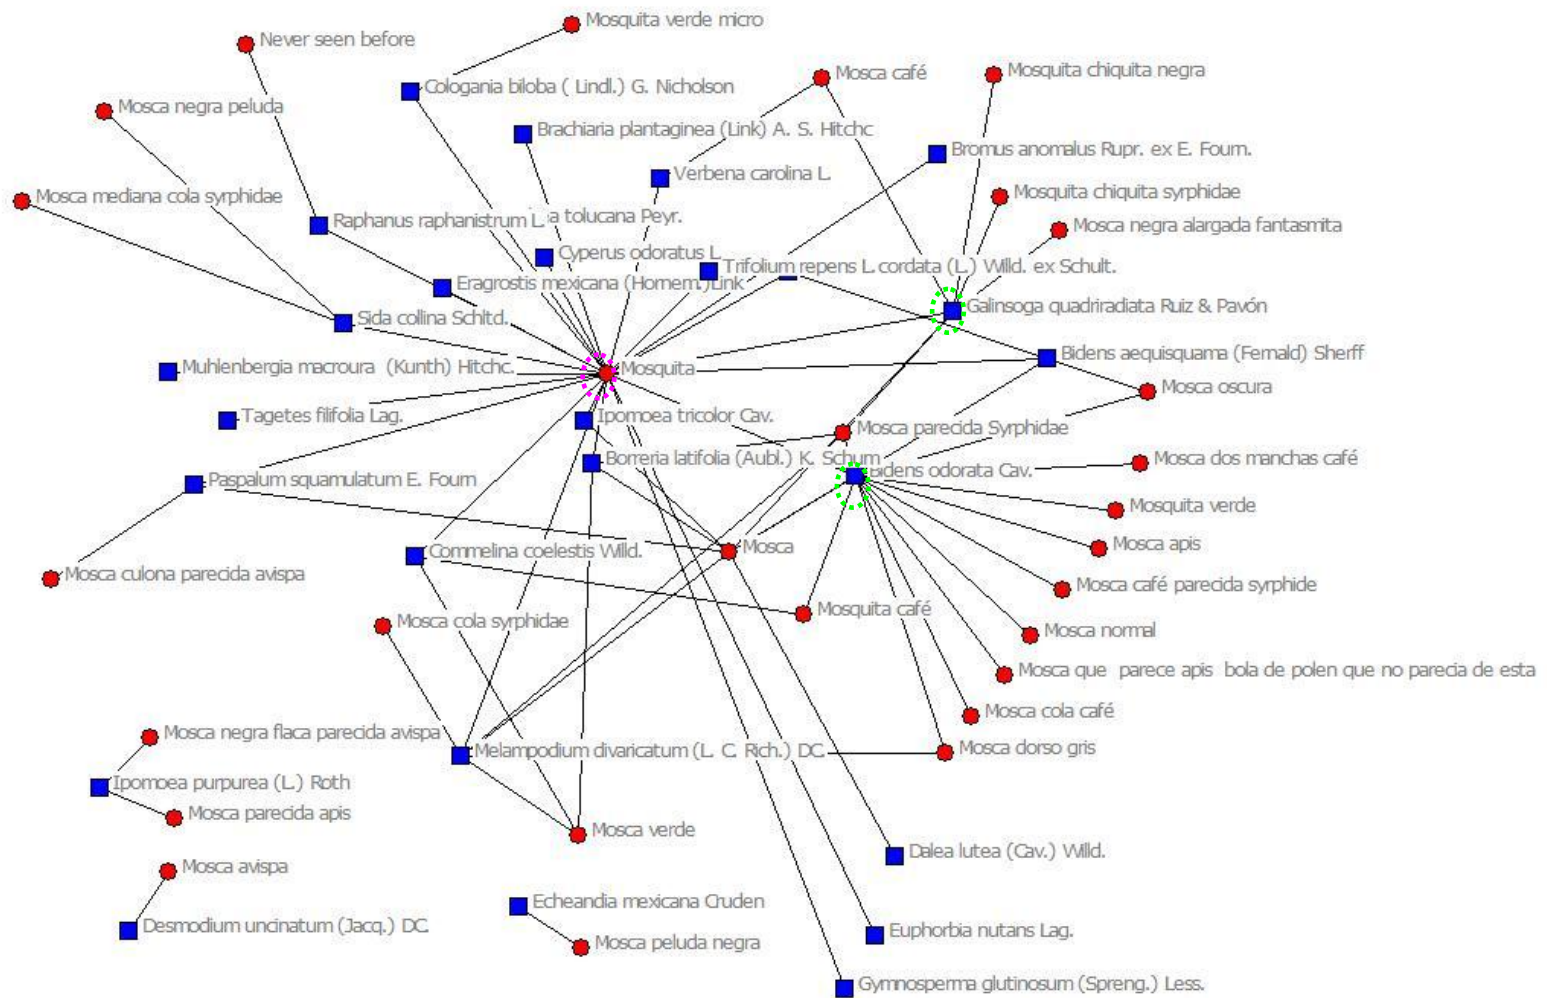 Mosquita verde micro
Never seen before
Mosca café
Mosquita chiquita negra
Cologania biloba ( Lindl.) G. Nicholson
Mosca negra peluda
Brachiaria plantaginea (Link) A. S. Hitchc
Bromus anomalus Rupr. ex E. Fourn.
Verbena carolina L.
Mosca mediana cola syrphidae
Mosquita chiquita syrphidae
Raphanus raphanistrum L.
tolucana Peyr.
Mosca negra alargada fantasmita
Cyperus odoratus L
Trifolium repens L. cordata (L.) Willd. ex Schult.
Eragrostis mexicana (Hornem.) Link
Galinsoga quadriradiata Ruiz & Pavón
Sida collina Schltd.
Bidens aequisquama (Fernald) Sherff
Muhlenbergia macroura (Kunth) Hitchc.
Mosquita
Mosca oscura
Tagetes filifolia Lag.
Ipomoea tricolor Cav.
Mosca parecida Syrphidae
Borreria latifolia (Aubl.) K. Schum
Mosca dos manchas café
Bidens odorata Cav.
Paspalum squamulatum E. Fourn
Mosquita verde
Mosca apis
Mosca
Commelina coelestis Willd.
Mosca culona parecida avispa
Mosca café parecida syrphide
Mosquita café
Mosca cola syrphidae
Mosca normal
Mosca que parece apis bola de polen que no parecia de esta
Mosca cola café
Mosca negra flaca parecida avispa
Melampodium divaricatum (L. C. Rich.) DC.
Mosca dorso gris
Ipomoea purpurea (L.) Roth
Mosca parecida apis
Mosca verde
Dalea lutea (Cav.) Willd.
Mosca avispa
Echeandia mexicana Cruden
Desmodium uncinatum (Jacq.) DC.
Euphorbia nutans Lag.
Mosca peluda negra
Gymnosperma glutinosum (Spreng.) Less.